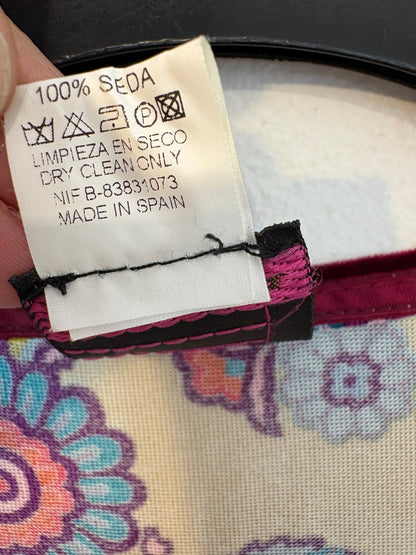 100% SEDA
P
LIMPIEZA EN SECO
DRY CLEAN ONLY
NIF B-83831073
MADE IN SPAIN